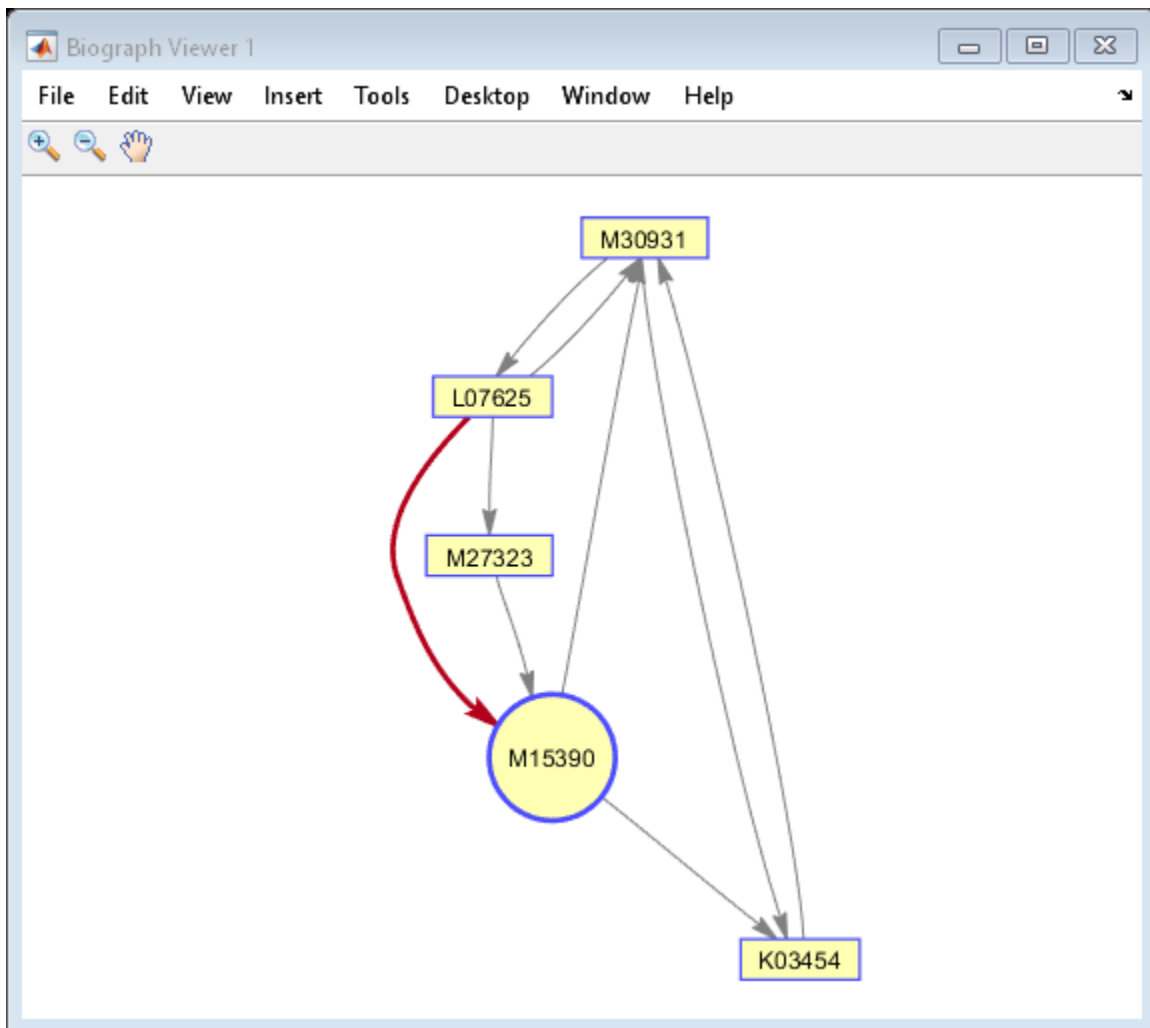 Biograph Viewer 1
File Edit View Insert Tools Desktop Window Help
M30931
L07625
M27323
M15390
K03454